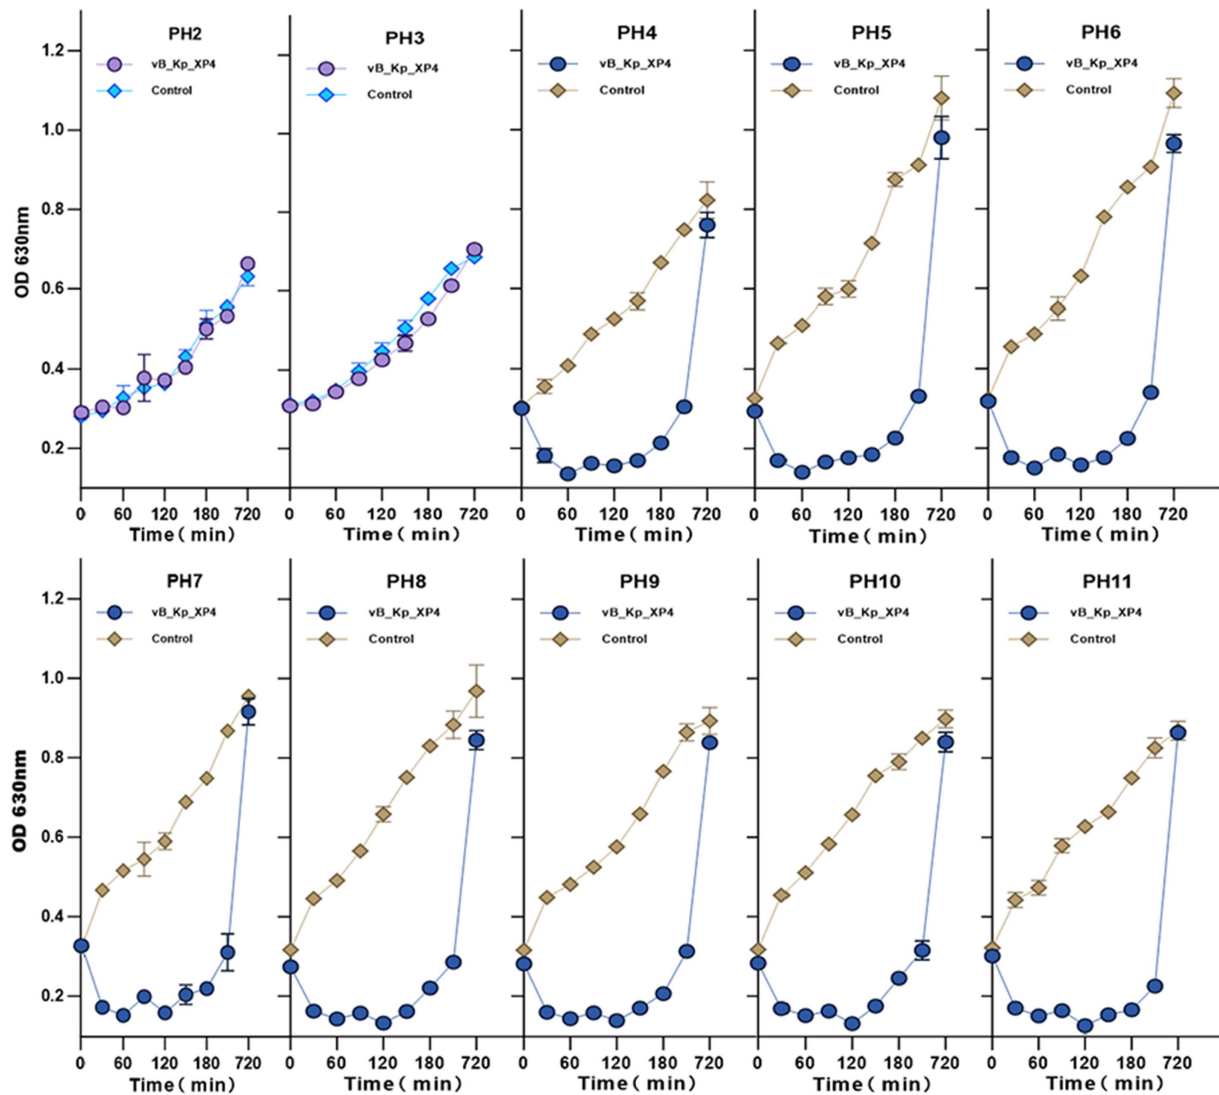 PH2
vB_Kp_XP4
Control
PH3
vB_Kp_XP4
Control
PH4
vB_Kp_XP4
Control
PH5
vB_Kp_XP4
Control
PH6
vB_Kp_XP4
Control
OD 630nm
1.2
1.0
0.8
0.6
0.4
0.2
0 60 120 180 720
0 60 120 180 720
0 60 120 180 720
0 60 120 180 720
0 60 120 180 720
Time( min)
Time( min)
Time( min)
Time( min)
Time( min)
PH7
vB_Kp_XP4
Control
PH8
vB_Kp_XP4
Control
PH9
vB_Kp_XP4
Control
PH10
vB_Kp_XP4
Control
PH11
vB_Kp_XP4
Control
OD 630nm
1.2
1.0
0.8
0.6
0.4
0.2
0 60 120 180 720
0 60 120 180 720
0 60 120 180 720
0 60 120 180 720
0 60 120 180 720
Time( min)
Time( min)
Time( min)
Time( min)
Time( min)